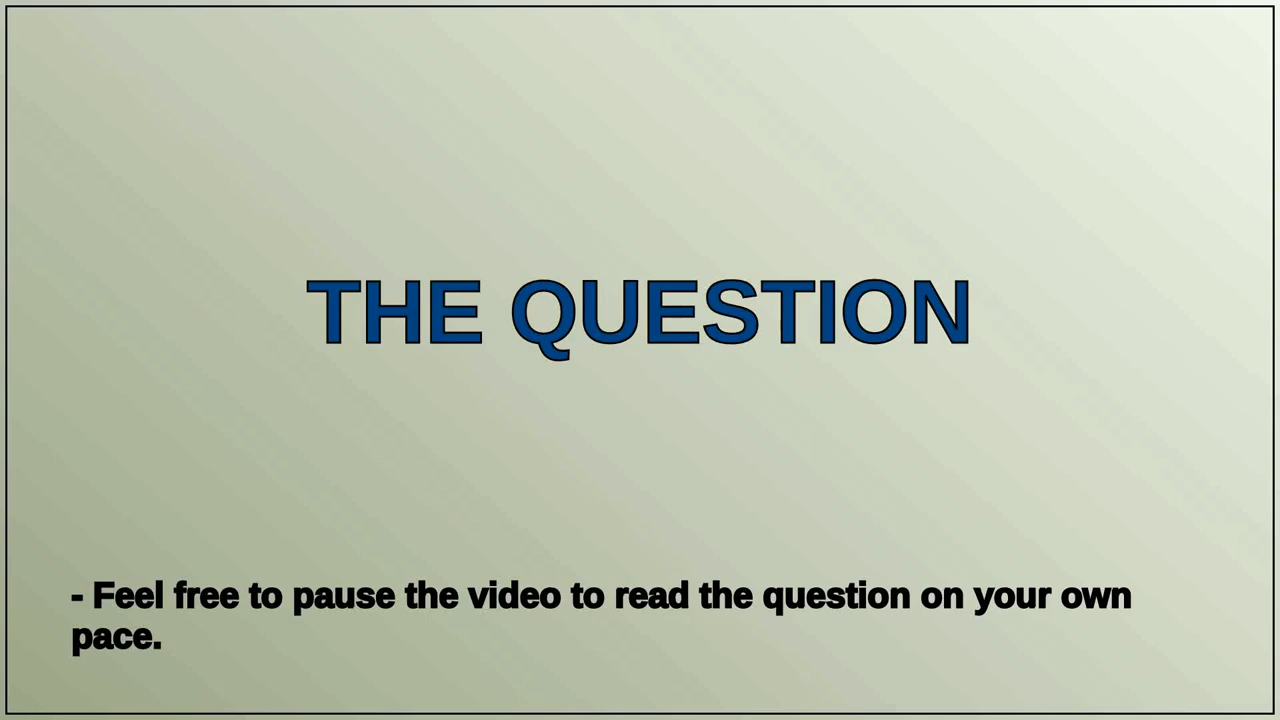 THE QUESTION
- Feel free to pause the video to read the question on your own
pace.